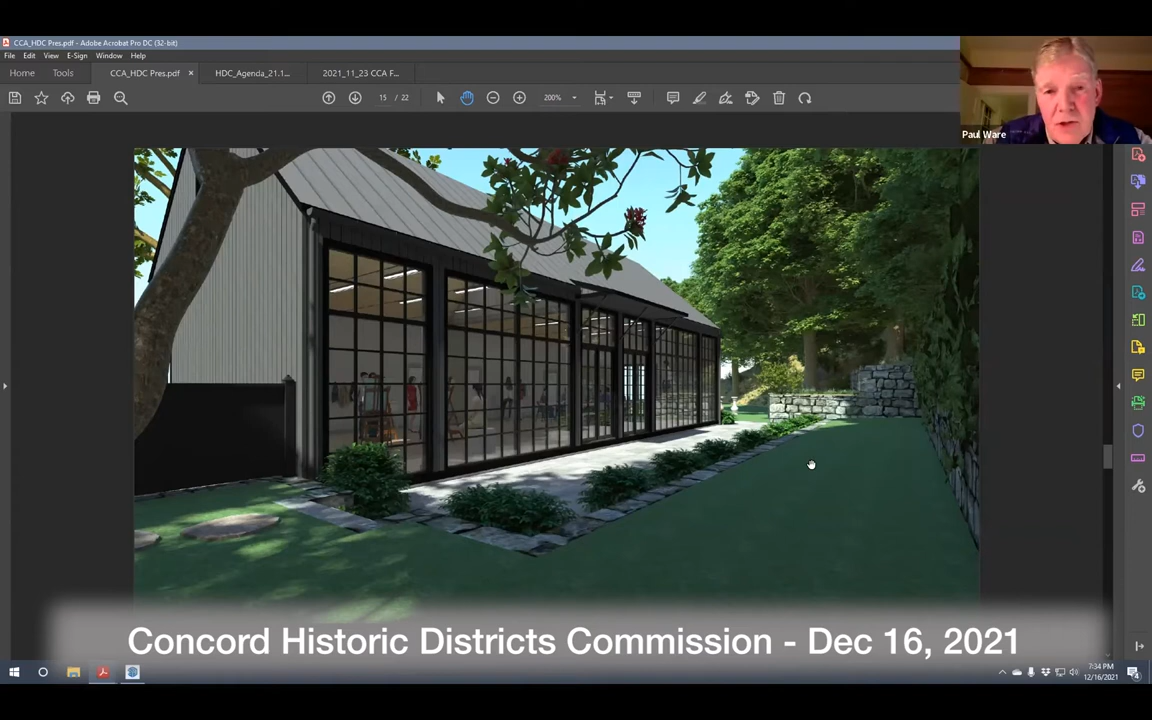 CCA_HDC Pres.pdf - Adobe Acrobat Pro DC (32-bit)
File Edit View E-Sign Window Help
Home Tools CCA_HDC Pres.pdf × HDC_Agenda_21.1... 2021_11_23 CCA F...
15 / 22 200%
Paul Ware
Concord Historic Districts Commission - Dec 16, 2021
7:34 PM
12/16/2021